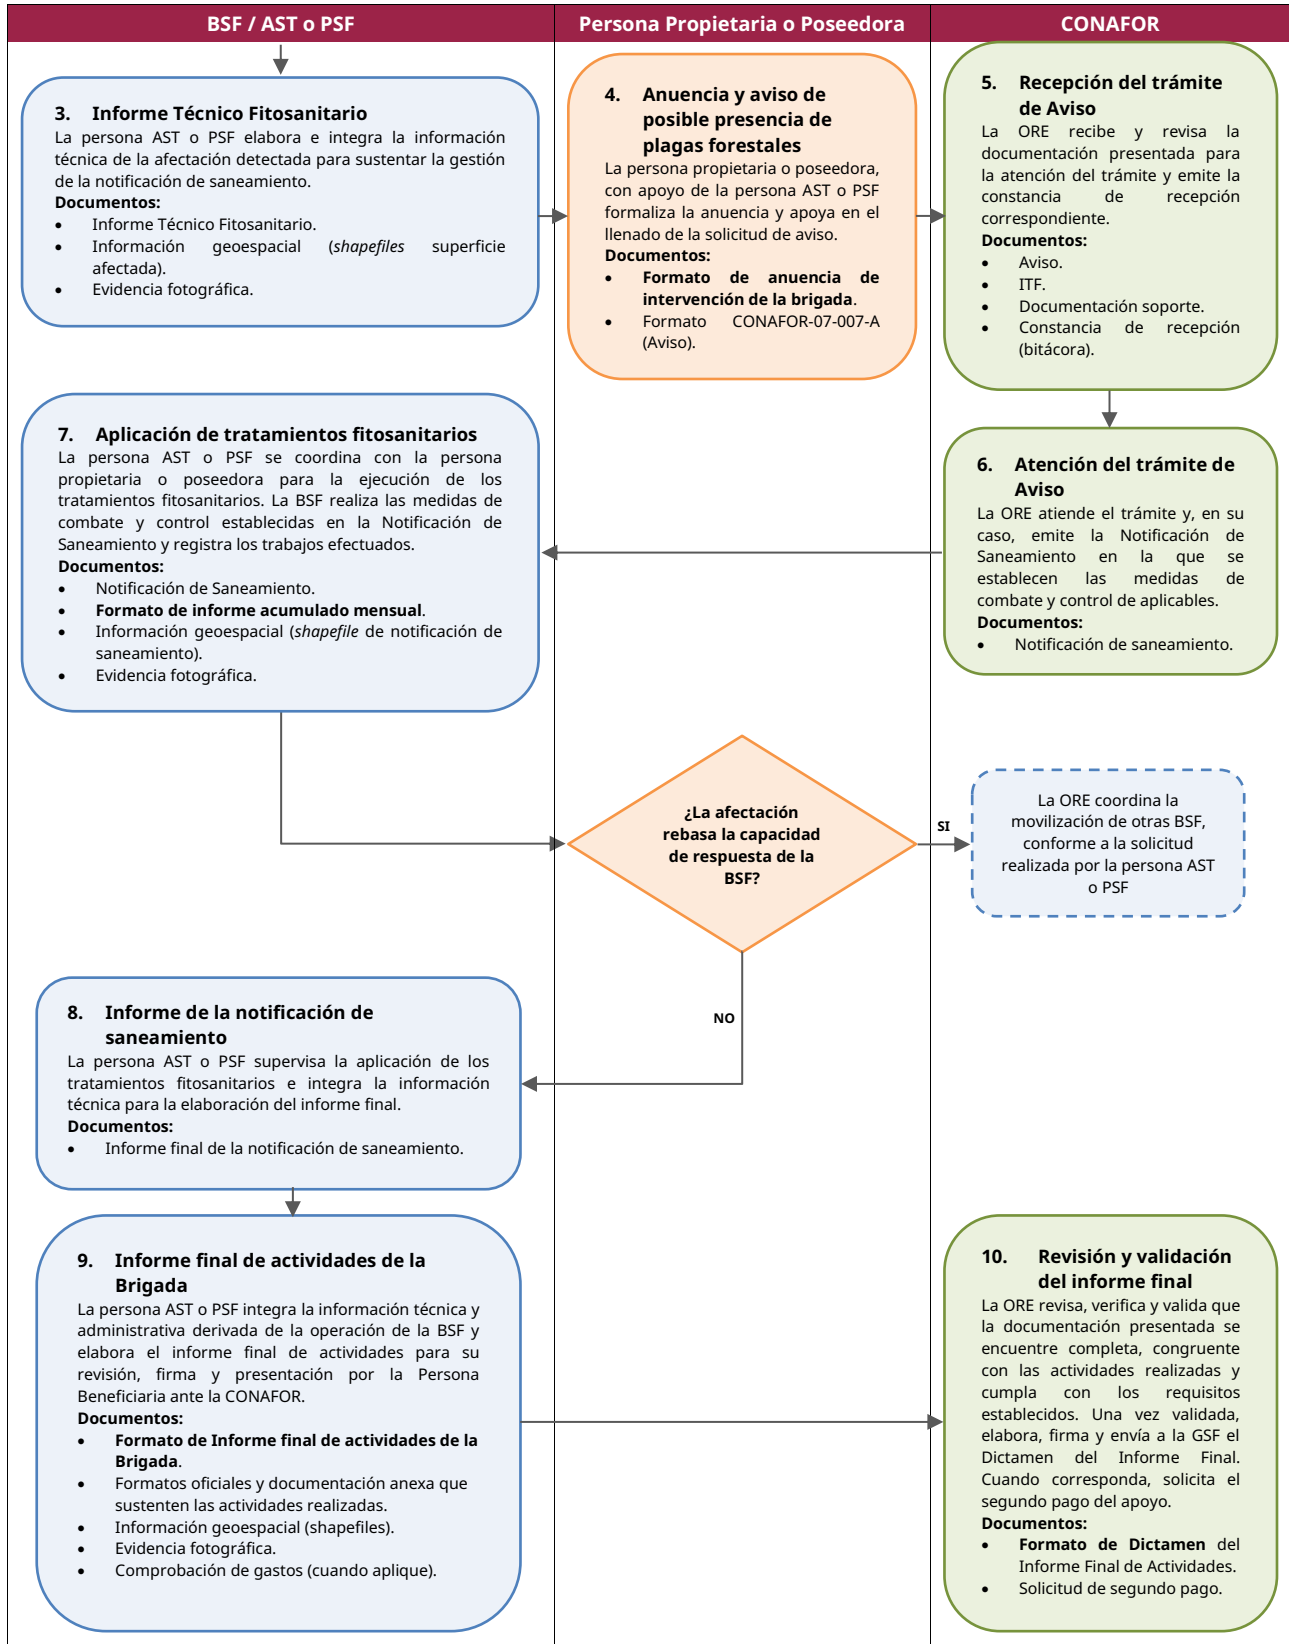 BSF / AST o PSF
Persona Propietaria o Poseedora
CONAFOR
3. Informe Técnico Fitosanitario
La persona AST o PSF elabora e integra la información
técnica de la afectación detectada para sustentar la gestión
de la notificación de saneamiento.
Documentos:
• Informe Técnico Fitosanitario.
• Información geoespacial (shapefiles superficie
afectada).
• Evidencia fotográfica.
4. Anuencia y aviso de
posible presencia de
plagas forestales
La persona propietaria o poseedora,
con apoyo de la persona AST o PSF
formaliza la anuencia y apoya en el
llenado de la solicitud de aviso.
Documentos:
• Formato de anuencia de
intervención de la brigada.
• Formato CONAFOR-07-007-A
(Aviso).
5. Recepción del trámite
de Aviso
La ORE recibe y revisa la
documentación presentada para
la atención del trámite y emite la
constancia de recepción
correspondiente.
Documentos:
• Aviso.
• ITF.
• Documentación soporte.
• Constancia de recepción
(bitácora).
6. Atención del trámite de
Aviso
La ORE atiende el trámite y, en su
caso, emite la Notificación de
Saneamiento en la que se
establecen las medidas de
combate y control de aplicables.
Documentos:
• Notificación de saneamiento.
7. Aplicación de tratamientos fitosanitarios
La persona AST o PSF se coordina con la persona
propietaria o poseedora para la ejecución de los
tratamientos fitosanitarios. La BSF realiza las medidas de
combate y control establecidas en la Notificación de
Saneamiento y registra los trabajos efectuados.
Documentos:
• Notificación de Saneamiento.
• Formato de informe acumulado mensual.
• Información geoespacial (shapefile de notificación de
saneamiento).
• Evidencia fotográfica.
¿La afectación
rebasa la capacidad
de respuesta de la
BSF?
SI
La ORE coordina la
movilización de otras BSF,
conforme a la solicitud
realizada por la persona AST
o PSF
NO
8. Informe de la notificación de
saneamiento
La persona AST o PSF supervisa la aplicación de los
tratamientos fitosanitarios e integra la información
técnica para la elaboración del informe final.
Documentos:
• Informe final de la notificación de saneamiento.
9. Informe final de actividades de la
Brigada
La persona AST o PSF integra la información técnica y
administrativa derivada de la operación de la BSF y
elabora el informe final de actividades para su
revisión, firma y presentación por la Persona
Beneficiaria ante la CONAFOR.
Documentos:
• Formato de Informe final de actividades de la
Brigada.
• Formatos oficiales y documentación anexa que
sustenten las actividades realizadas.
• Información geoespacial (shapefiles).
• Evidencia fotográfica.
• Comprobación de gastos (cuando aplique).
10. Revisión y validación
del informe final
La ORE revisa, verifica y valida que
la documentación presentada se
encuentre completa, congruente
con las actividades realizadas y
cumpla con los requisitos
establecidos. Una vez validada,
elabora, firma y envía a la GSF el
Dictamen del Informe Final.
Cuando corresponda, solicita el
segundo pago del apoyo.
Documentos:
• Formato de Dictamen del
Informe Final de Actividades.
• Solicitud de segundo pago.